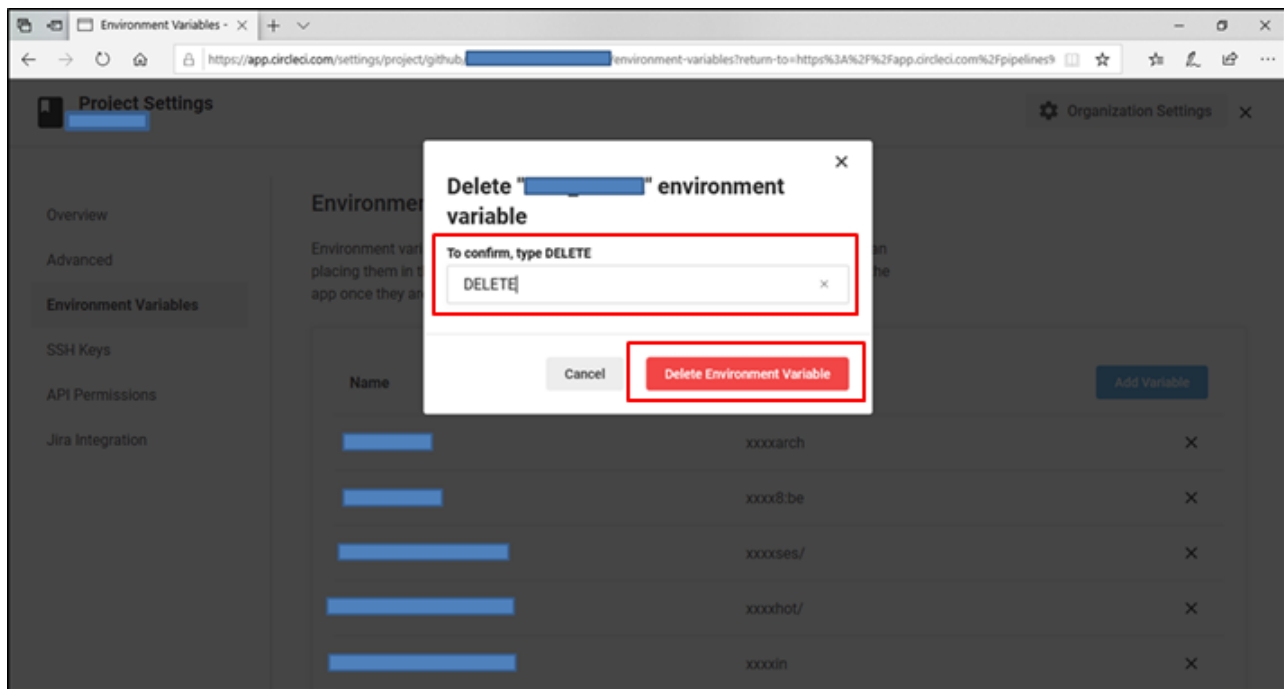 Environment Variables -
https://app.circleci.com/settings/project/github/ /environment-variables?return-to=https%3A%2F%2Fapp.circleci.com%2Fpipelines%
Project Settings
Organization Settings
Delete " _ " environment
variable
To confirm, type DELETE
DELETE
Cancel
Delete Environment Variable
Overview
Advanced
Environment Variables
SSH Keys
API Permissions
Jira Integration
Environme
Environment vari an
placing them in t he
app once they ar
Name
Add Variable
xxxxarch
xxxx8:be
xxxxses/
xxxxhot/
xxxxin